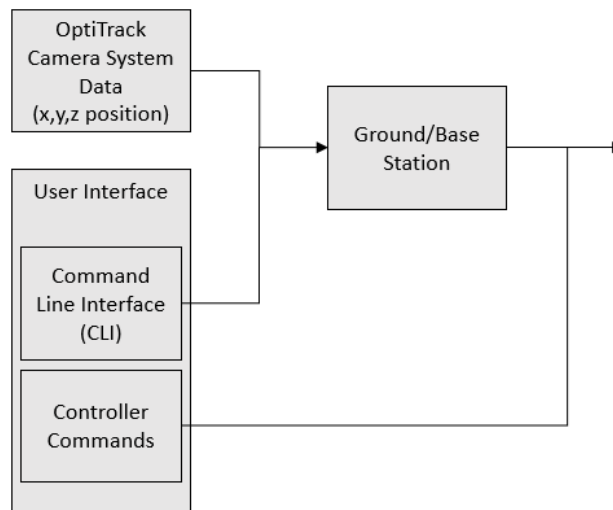 OptiTrack
Camera System
Data
(x,y,z position)
Ground/Base
Station
User Interface
Command
Line Interface
(CLI)
Controller
Commands